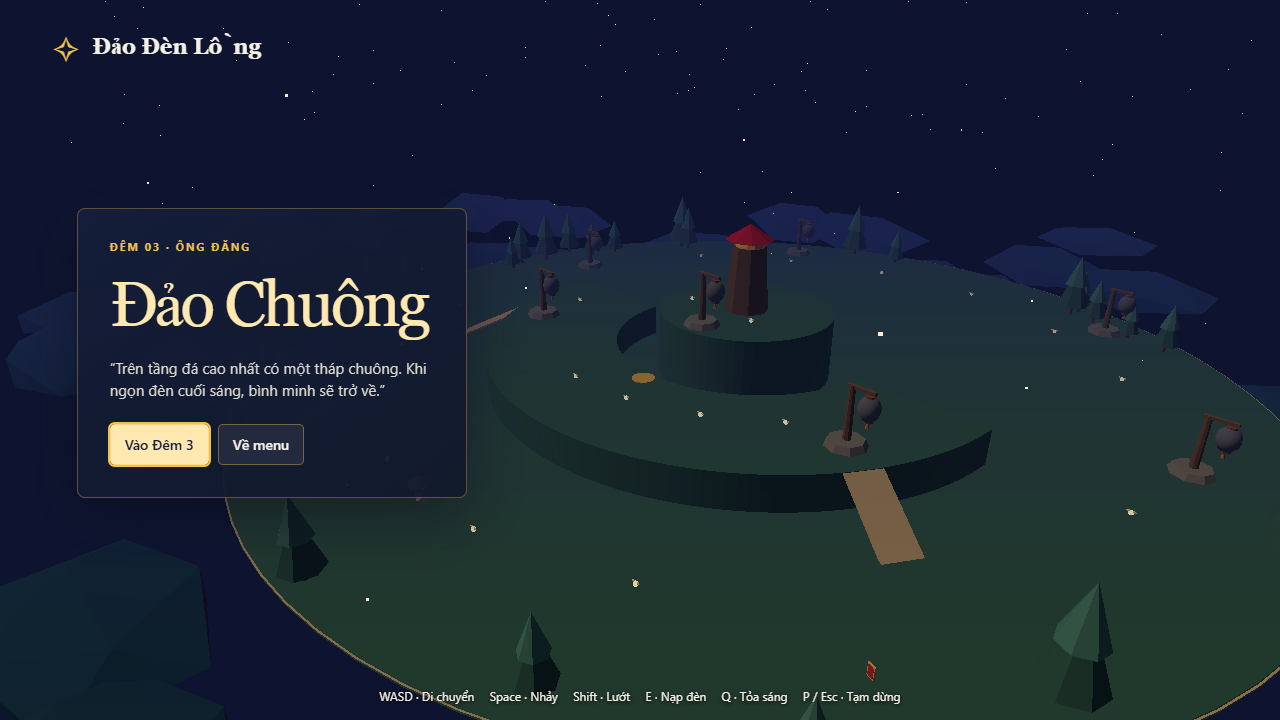 Đảo Đèn Lồng
ĐÊM 03 · ÔNG ĐĂNG
Đảo Chuông
“Trên tầng đá cao nhất có một tháp chuông. Khi
ngọn đèn cuối sáng, bình minh sẽ trở về.”
Vào Đêm 3
Về menu
WASD · Di chuyển Space · Nhảy Shift · Lướt E · Nạp đèn Q · Tỏa sáng P / Esc · Tạm dừng